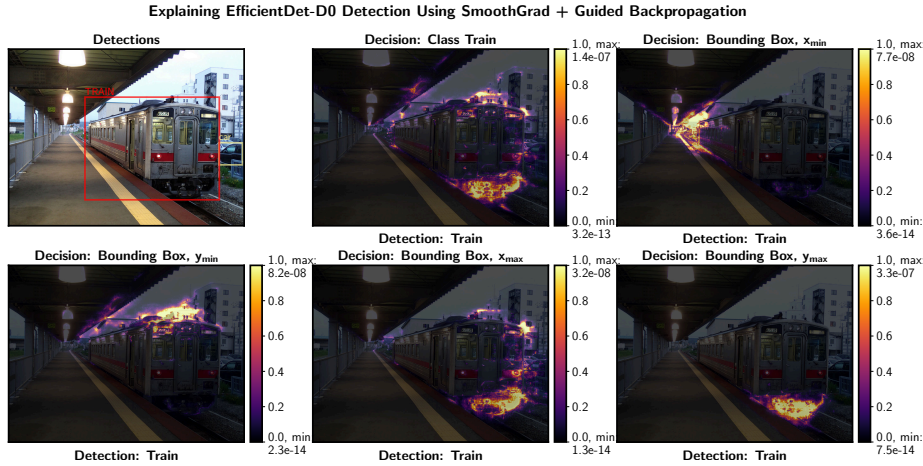 Explaining EfficientDet-D0 Detection Using SmoothGrad + Guided Backpropagation
Detections
TRAIN
Decision: Class Train
1.0, max:
1.4e-07
0.8
0.6
0.4
0.2
0.0, min:
3.2e-13
Detection: Train
Decision: Bounding Box, xmin
1.0, max:
7.7e-08
0.8
0.6
0.4
0.2
0.0, min:
3.6e-14
Detection: Train
Decision: Bounding Box, ymin
1.0, max:
8.2e-08
0.8
0.6
0.4
0.2
0.0, min:
2.3e-14
Detection: Train
Decision: Bounding Box, xmax
1.0, max:
3.2e-08
0.8
0.6
0.4
0.2
0.0, min:
1.3e-14
Detection: Train
Decision: Bounding Box, ymax
1.0, max:
3.3e-07
0.8
0.6
0.4
0.2
0.0, min:
7.5e-14
Detection: Train